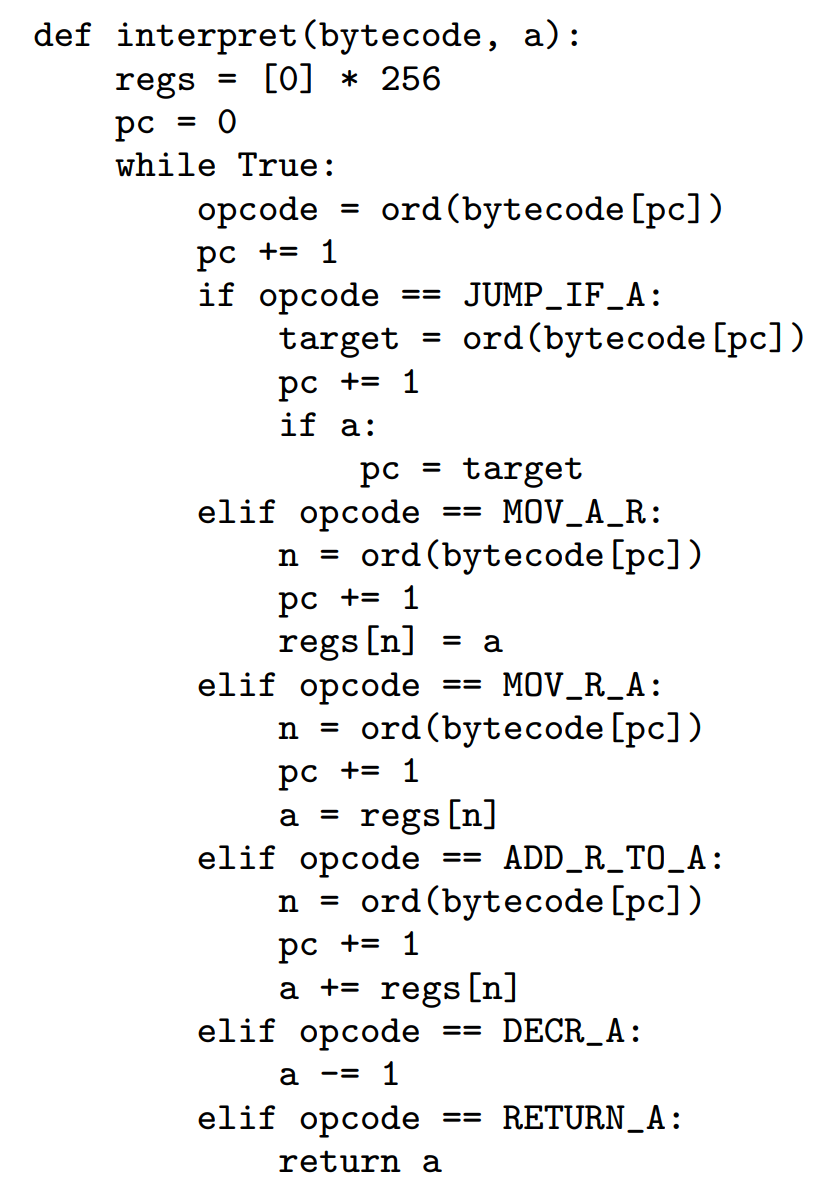 def interpret(bytecode, a):
    regs = [0] * 256
    pc = 0
    while True:
        opcode = ord(bytecode[pc])
        pc += 1
        if opcode == JUMP_IF_A:
            target = ord(bytecode[pc])
            pc += 1
            if a:
                pc = target
        elif opcode == MOV_A_R:
            n = ord(bytecode[pc])
            pc += 1
            regs[n] = a
        elif opcode == MOV_R_A:
            n = ord(bytecode[pc])
            pc += 1
            a = regs[n]
        elif opcode == ADD_R_TO_A:
            n = ord(bytecode[pc])
            pc += 1
            a += regs[n]
        elif opcode == DECR_A:
            a -= 1
        elif opcode == RETURN_A:
            return a